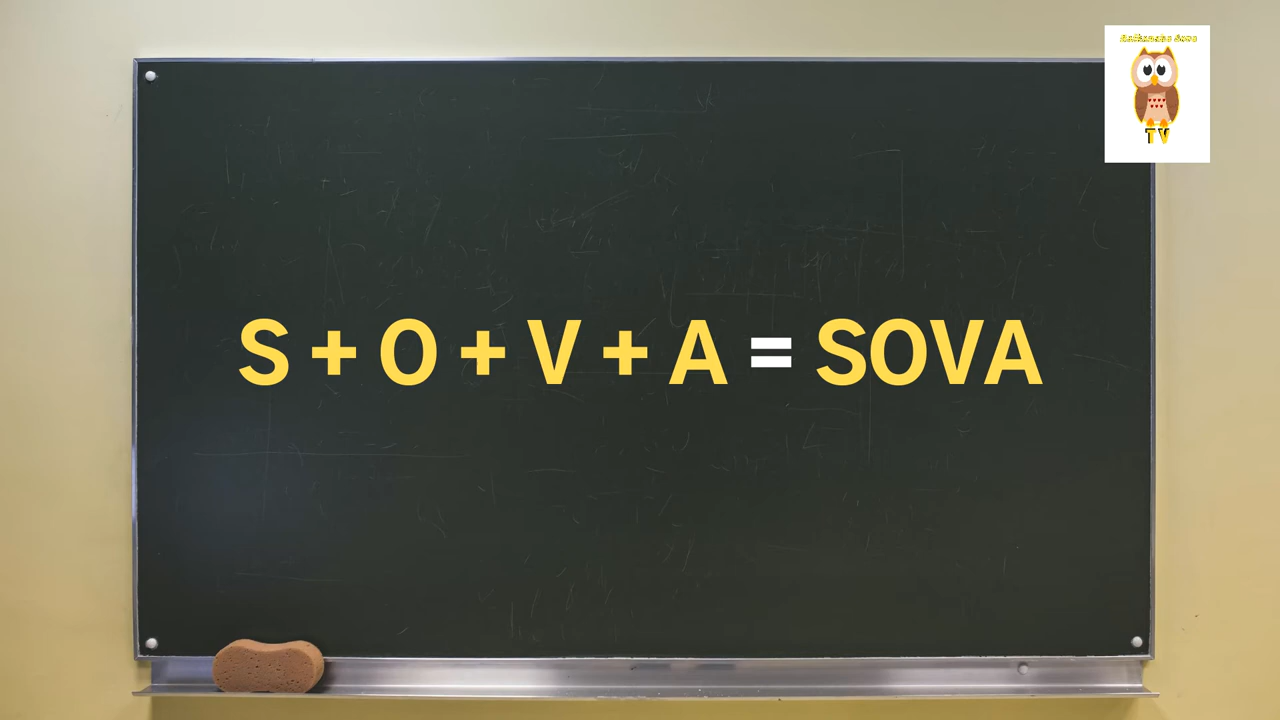 S + O + V + A = SOVA
TV